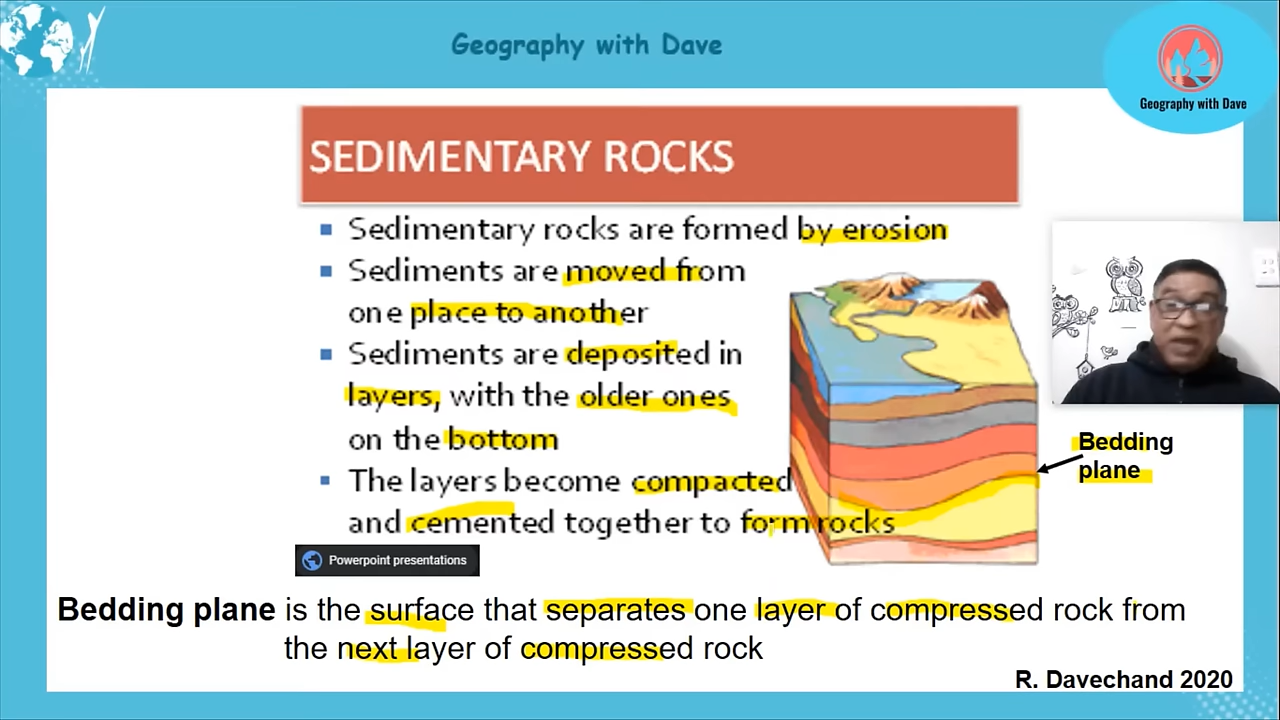 Geography with Dave
Geography with Dave
SEDIMENTARY ROCKS
Sedimentary rocks are formed by erosion
Sediments are moved from
one place to another
Sediments are deposited in
layers, with the older ones
on the bottom
The layers become compacted
and cemented together to form rocks
Bedding
plane
Powerpoint presentations
Bedding plane is the surface that separates one layer of compressed rock from
the next layer of compressed rock
R. Davechand 2020